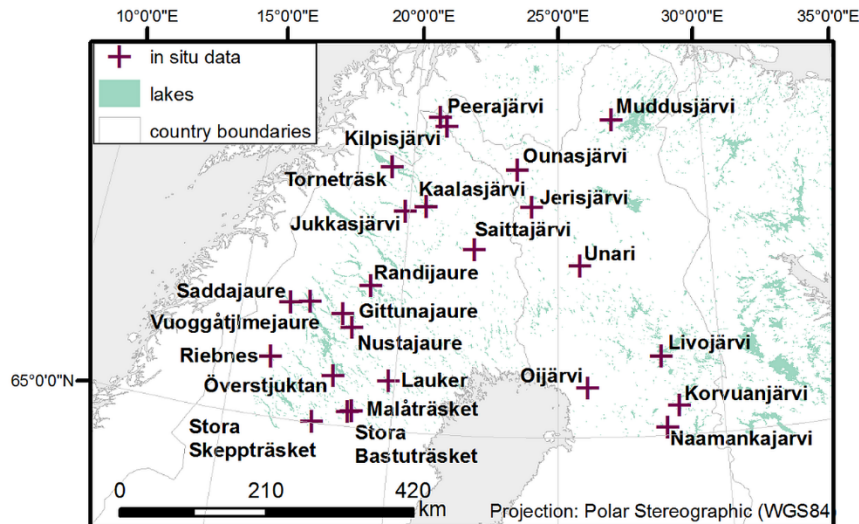 10°0'0"E 15°0'0"E 20°0'0"E 25°0'0"E 30°0'0"E 35°0'0"E
in situ data
lakes
country boundaries
Peerajärvi
Muddusjärvi
Kilpisjärvi
Ounasjärvi
Torneträsk
Kaalasjärvi
Jerisjärvi
Jukkasjärvi
Saittajärvi
Unari
Randijaure
Saddajaure
Gittunajaure
Vuoggåtjlmejaure
Nustajaure
Livojärvi
Riebnes
65°0'0"N
Överstjuktan
Lauker
Oijärvi
Korvuanjärvi
Malåträsket
Stora
Skeppträsket
Stora
Bastuträsket
Naamankajarvi
0 210 420
km
Projection: Polar Stereographic (WGS84)